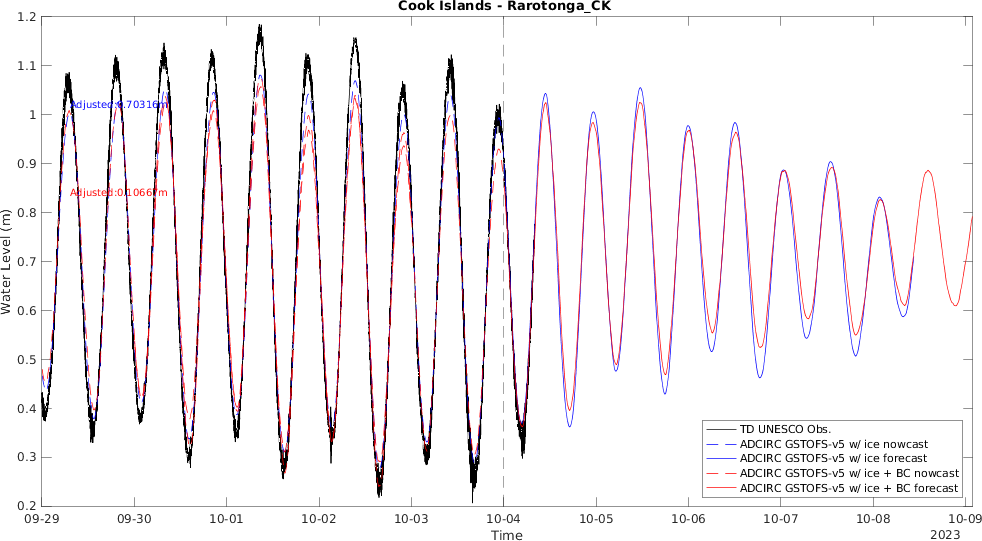 Cook Islands - Rarotonga_CK
1.2
1.1
1
0.9
0.8
0.7
0.6
0.5
0.4
0.3
0.2
Water Level (m)
Adjusted:0.70316m
Adjusted:0.1066m
TD UNESCO Obs.
ADCIRC GSTOFS-v5 w/ ice nowcast
ADCIRC GSTOFS-v5 w/ ice forecast
ADCIRC GSTOFS-v5 w/ ice + BC nowcast
ADCIRC GSTOFS-v5 w/ ice + BC forecast
09-29 09-30 10-01 10-02 10-03 10-04 10-05 10-06 10-07 10-08 10-09
Time
2023